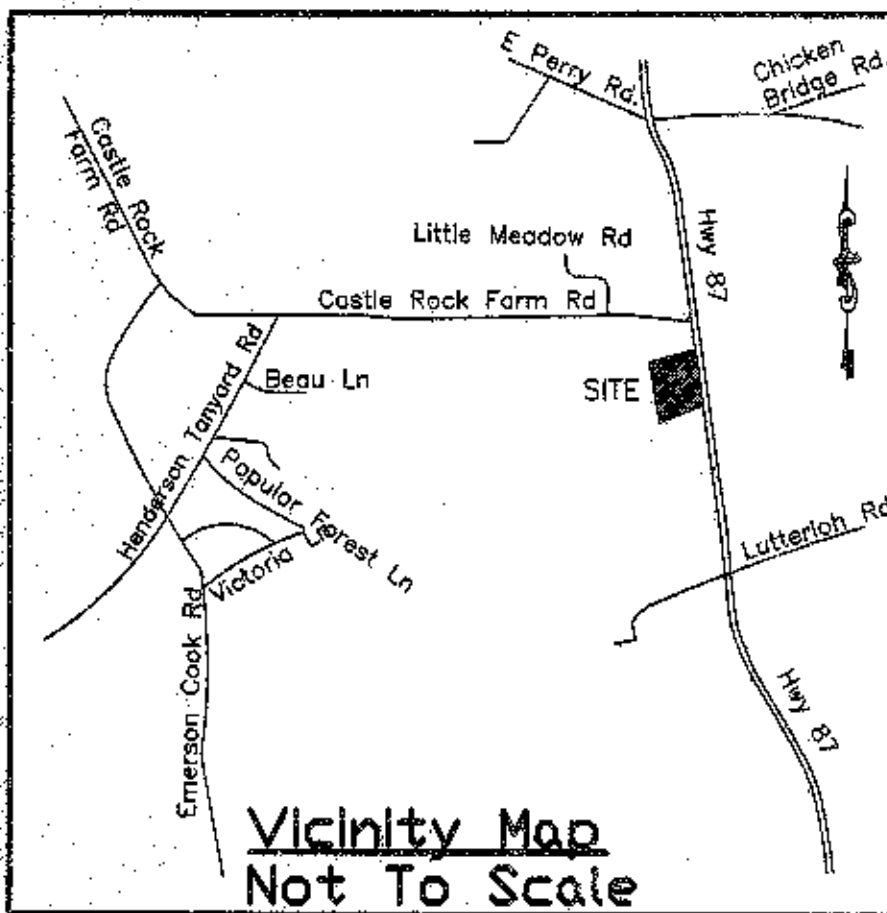 E Perry Rd.
Chicken
Bridge Rd.
Castle Rock
Farm Rd
Hwy 87
Little Meadow Rd
Castle Rock Farm Rd
Henderson Tanyard Rd
Beau Ln
SITE
Popular Forest Ln
Victoria
Lutterloh Rd
Emerson Cook Rd
Hwy 87
Vicinity Map
Not To Scale